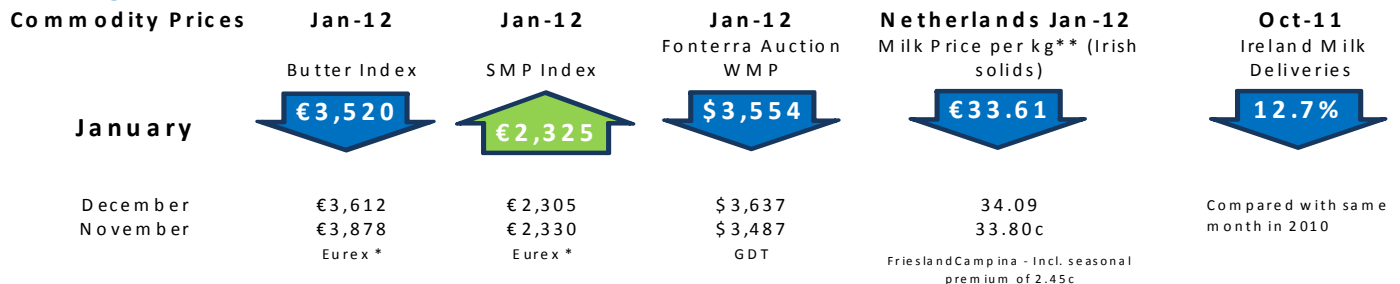 Commodity Prices Jan-12 Jan-12 Jan-12 Netherlands Jan-12 Oct-11
Butter Index SMP Index Fonterra Auction WMP Milk Price per kg** (Irish solids) Ireland Milk Deliveries
January €3,520 €2,325 $3,554 €33.61 12.7%
December €3,612 €2,305 $3,637 34.09 Compared with same
November €3,878 €2,330 $3,487 33.80c month in 2010
Eurex * Eurex * GDT FrieslandCampina - Incl. seasonal
premium of 2.45c